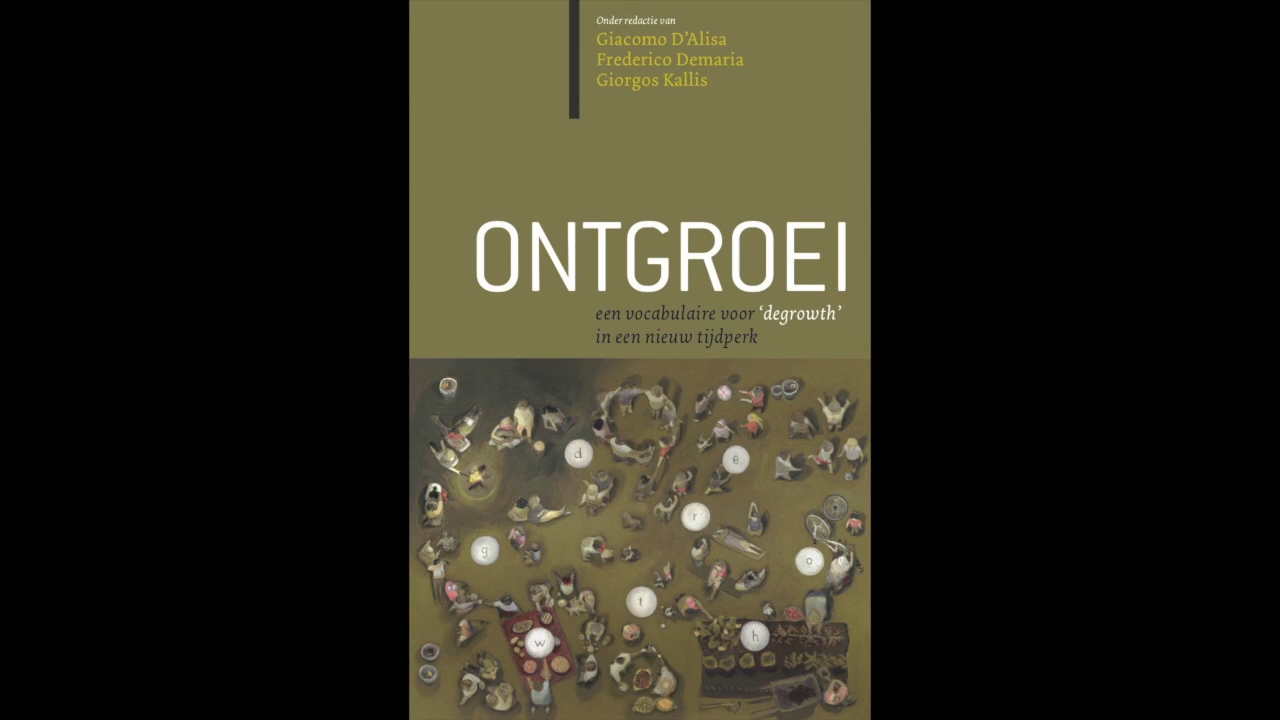 Onder redactie van
Giacomo D'Alisa
Frederico Demaria
Giorgos Kallis
ONTGROEI
een vocabulaire voor ‘degrowth’
in een nieuw tijdperk
d
e
r
g
o
t
w
h